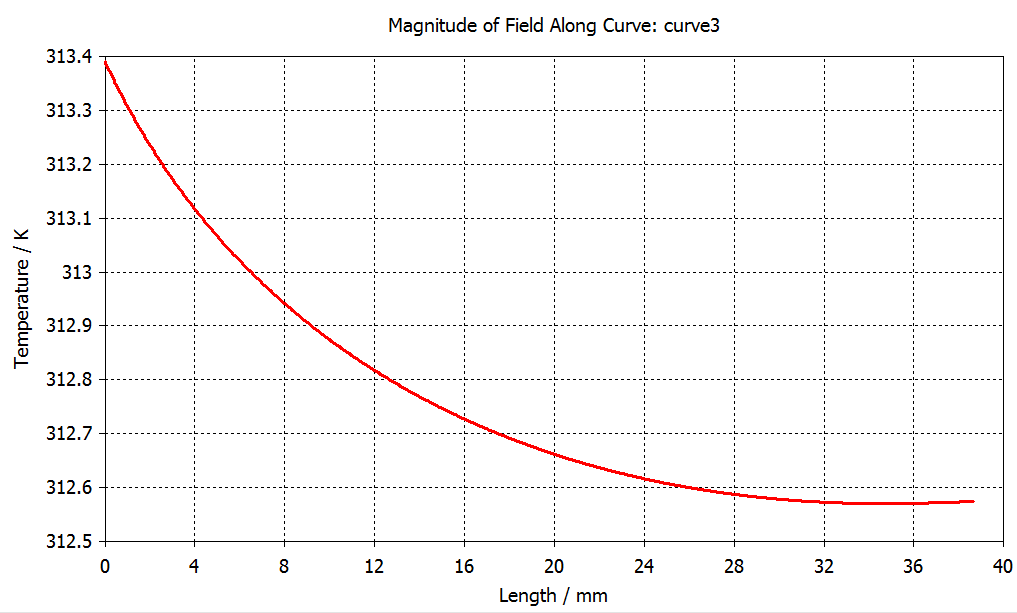 Magnitude of Field Along Curve: curve3
313.4
313.3
313.2
313.1
313
312.9
312.8
312.7
312.6
312.5
Temperature / K
0 4 8 12 16 20 24 28 32 36 40
Length / mm